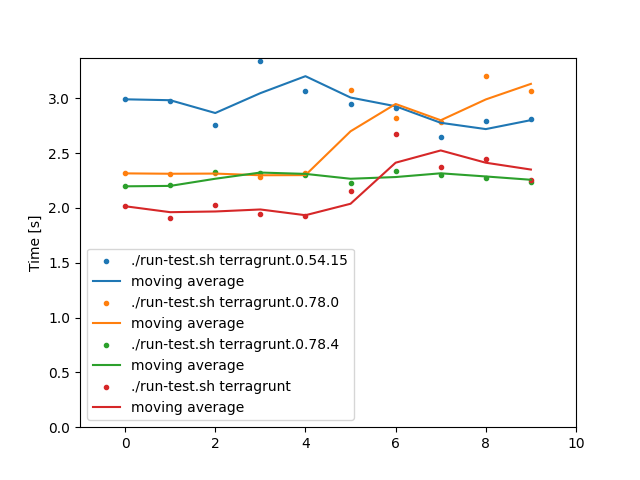 3.0
2.5
2.0
1.5
1.0
0.5
0.0
Time [s]
./run-test.sh terragrunt.0.54.15
moving average
./run-test.sh terragrunt.0.78.0
moving average
./run-test.sh terragrunt.0.78.4
moving average
./run-test.sh terragrunt
moving average
0 2 4 6 8 10